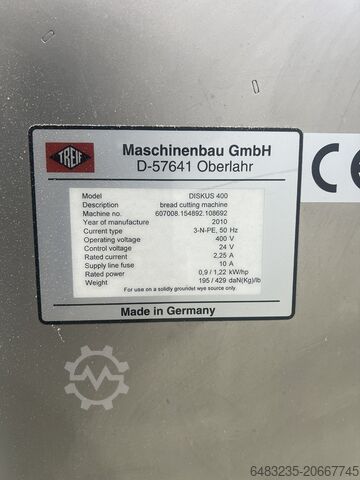 TREIF
Maschinenbau GmbH
D-57641 Oberlahr
CE
Model DISKUS 400
Description bread cutting machine
Machine no. 607008.154892.108692
Year of manufacture 2010
Current type 3-N-PE, 50 Hz
Operating voltage 400 V
Control voltage 24 V
Rated current 2,25 A
Supply line fuse 10 A
Rated power 0,9 / 1,22 kW/hp
Weight 195 / 429 daN(Kg)/lb
For use on a solidly groundet wye source only
Made in Germany
6483235-20667745